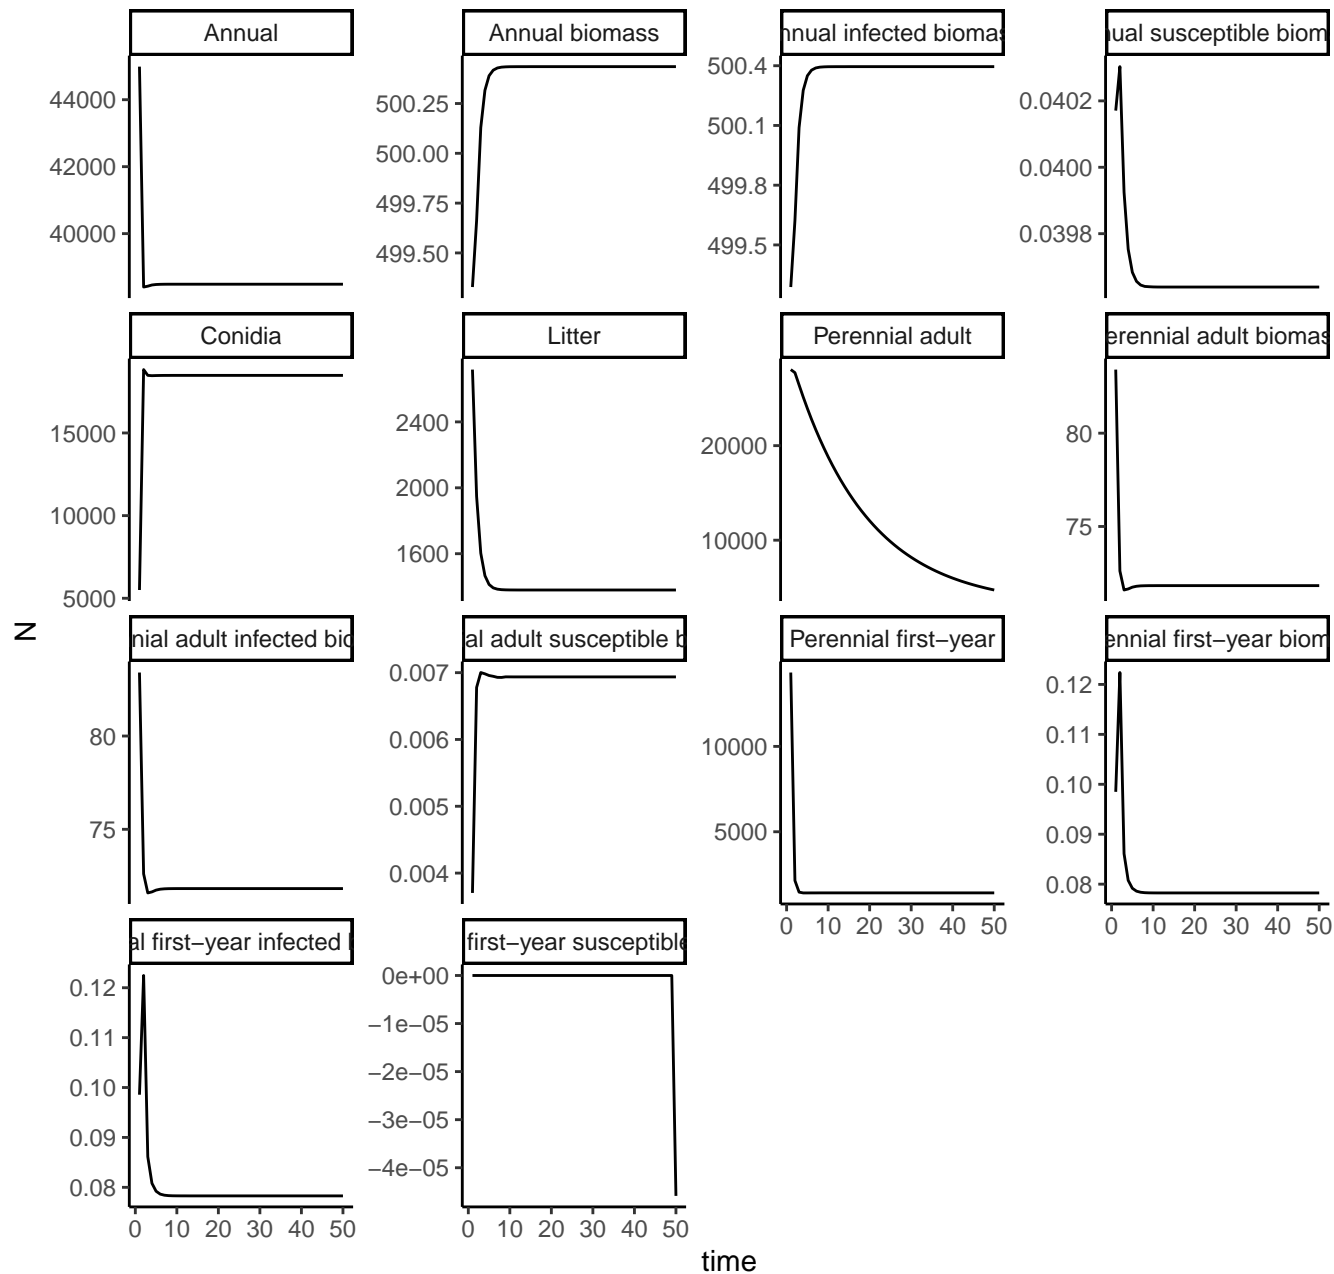 Annual
Annual biomass
nnual infected biomas
nual susceptible biom
44000
42000
40000
500.25
500.00
499.75
499.50
500.4
500.1
499.8
499.5
0.0402
0.0400
0.0398
Conidia
Litter
Perennial adult
erennial adult biomas
15000
10000
5000
2400
2000
1600
20000
10000
80
75
N
nial adult infected bio
al adult susceptible b
Perennial first−year
ennial first−year biom
80
75
0.007
0.006
0.005
0.004
10000
5000
0 10 20 30 40 50
0.12
0.11
0.10
0.09
0.08
0 10 20 30 40 50
al first−year infected
first−year susceptible
0.12
0.11
0.10
0.09
0.08
0 10 20 30 40 50
0e+00
−1e−05
−2e−05
−3e−05
−4e−05
0 10 20 30 40 50
time